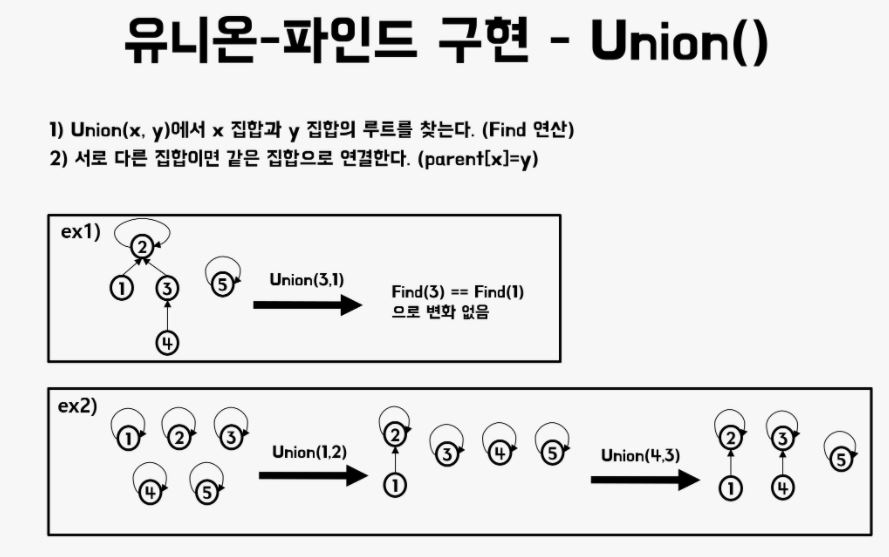 유니온-파인드 구현 - Union()
1) Union(x, y)에서 x 집합과 y 집합의 루트를 찾는다. (Find 연산)
2) 서로 다른 집합이면 같은 집합으로 연결한다. (parent[x]=y)
ex1)
2
1 3 5
4
Union(3,1)
Find(3) == Find(1)
으로 변화 없음
ex2)
1 2 3
4 5
Union(1,2)
2 3 4 5
1
Union(4,3)
2 3 5
1 4